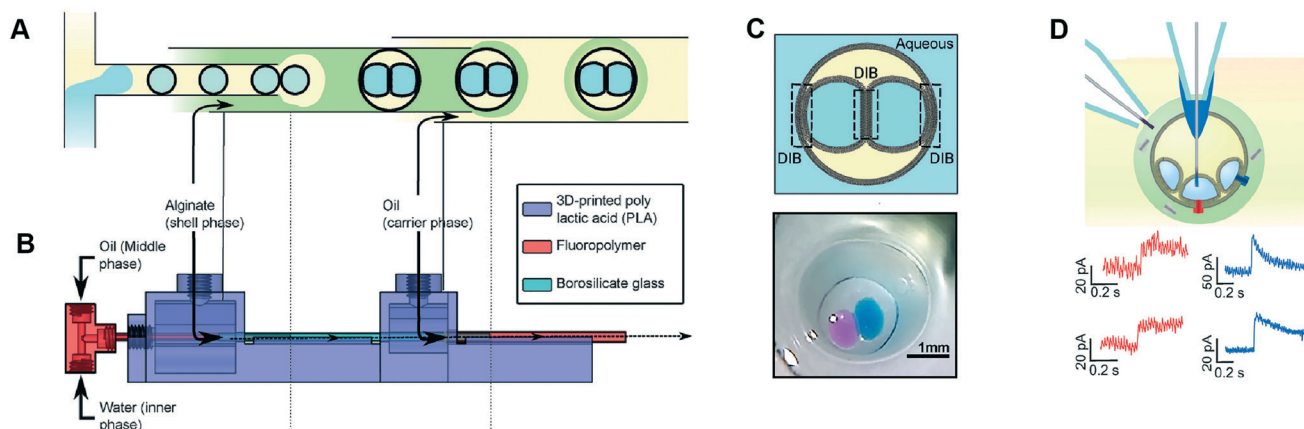 A
Alginate
(shell phase)
Oil
(carrier phase)
3D-printed poly
lactic acid (PLA)
Fluoropolymer
Borosilicate glass
B
Oil (Middle
phase)
Water (inner
phase)
C
Aqueous
DIB
DIB
DIB
1mm
D
20 pA
0.2 s
50 pA
0.2 s
20 pA
0.2 s
20 pA
0.2 s